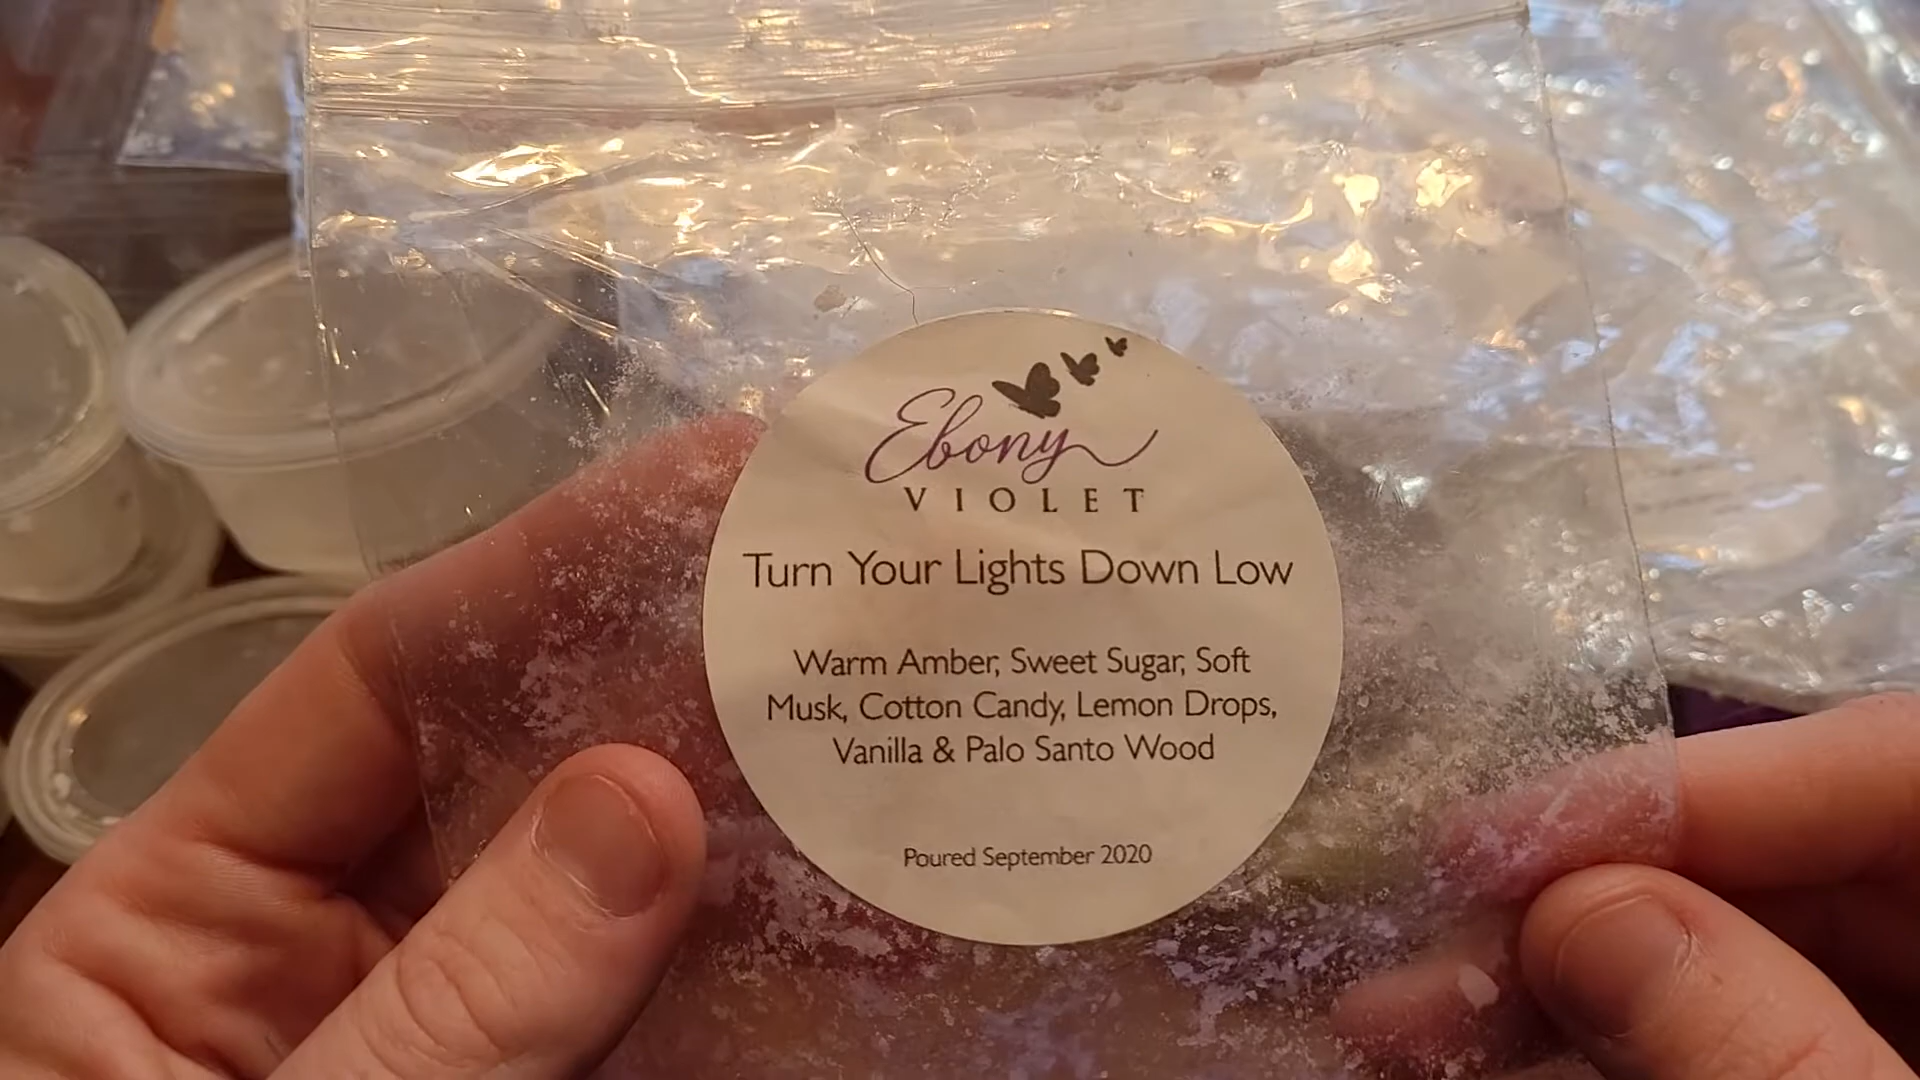 Ebony
VIOLET
Turn Your Lights Down Low
Warm Amber, Sweet Sugar, Soft
Musk, Cotton Candy, Lemon Drops,
Vanilla & Palo Santo Wood
Poured September 2020